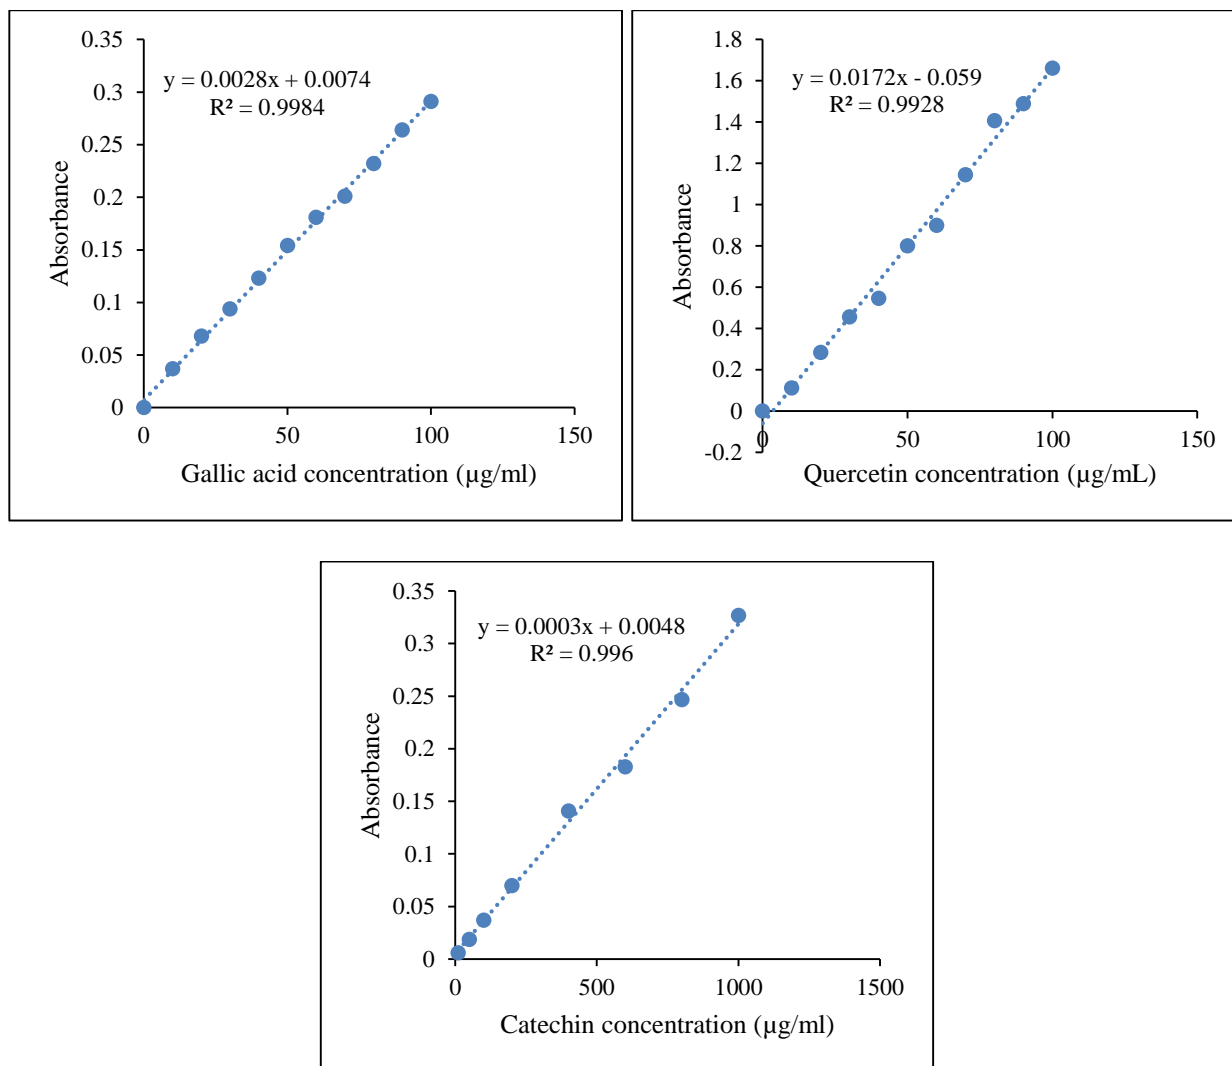 y = 0.0028x + 0.0074
R² = 0.9984
0.35
0.3
0.25
0.2
0.15
0.1
0.05
0
Absorbance
0 50 100 150
Gallic acid concentration (µg/ml)
y = 0.0172x - 0.059
R² = 0.9928
1.8
1.6
1.4
1.2
1
0.8
0.6
0.4
0.2
0
-0.2
Absorbance
0 50 100 150
Quercetin concentration (µg/mL)
y = 0.0003x + 0.0048
R² = 0.996
0.35
0.3
0.25
0.2
0.15
0.1
0.05
0
Absorbance
0 500 1000 1500
Catechin concentration (µg/ml)